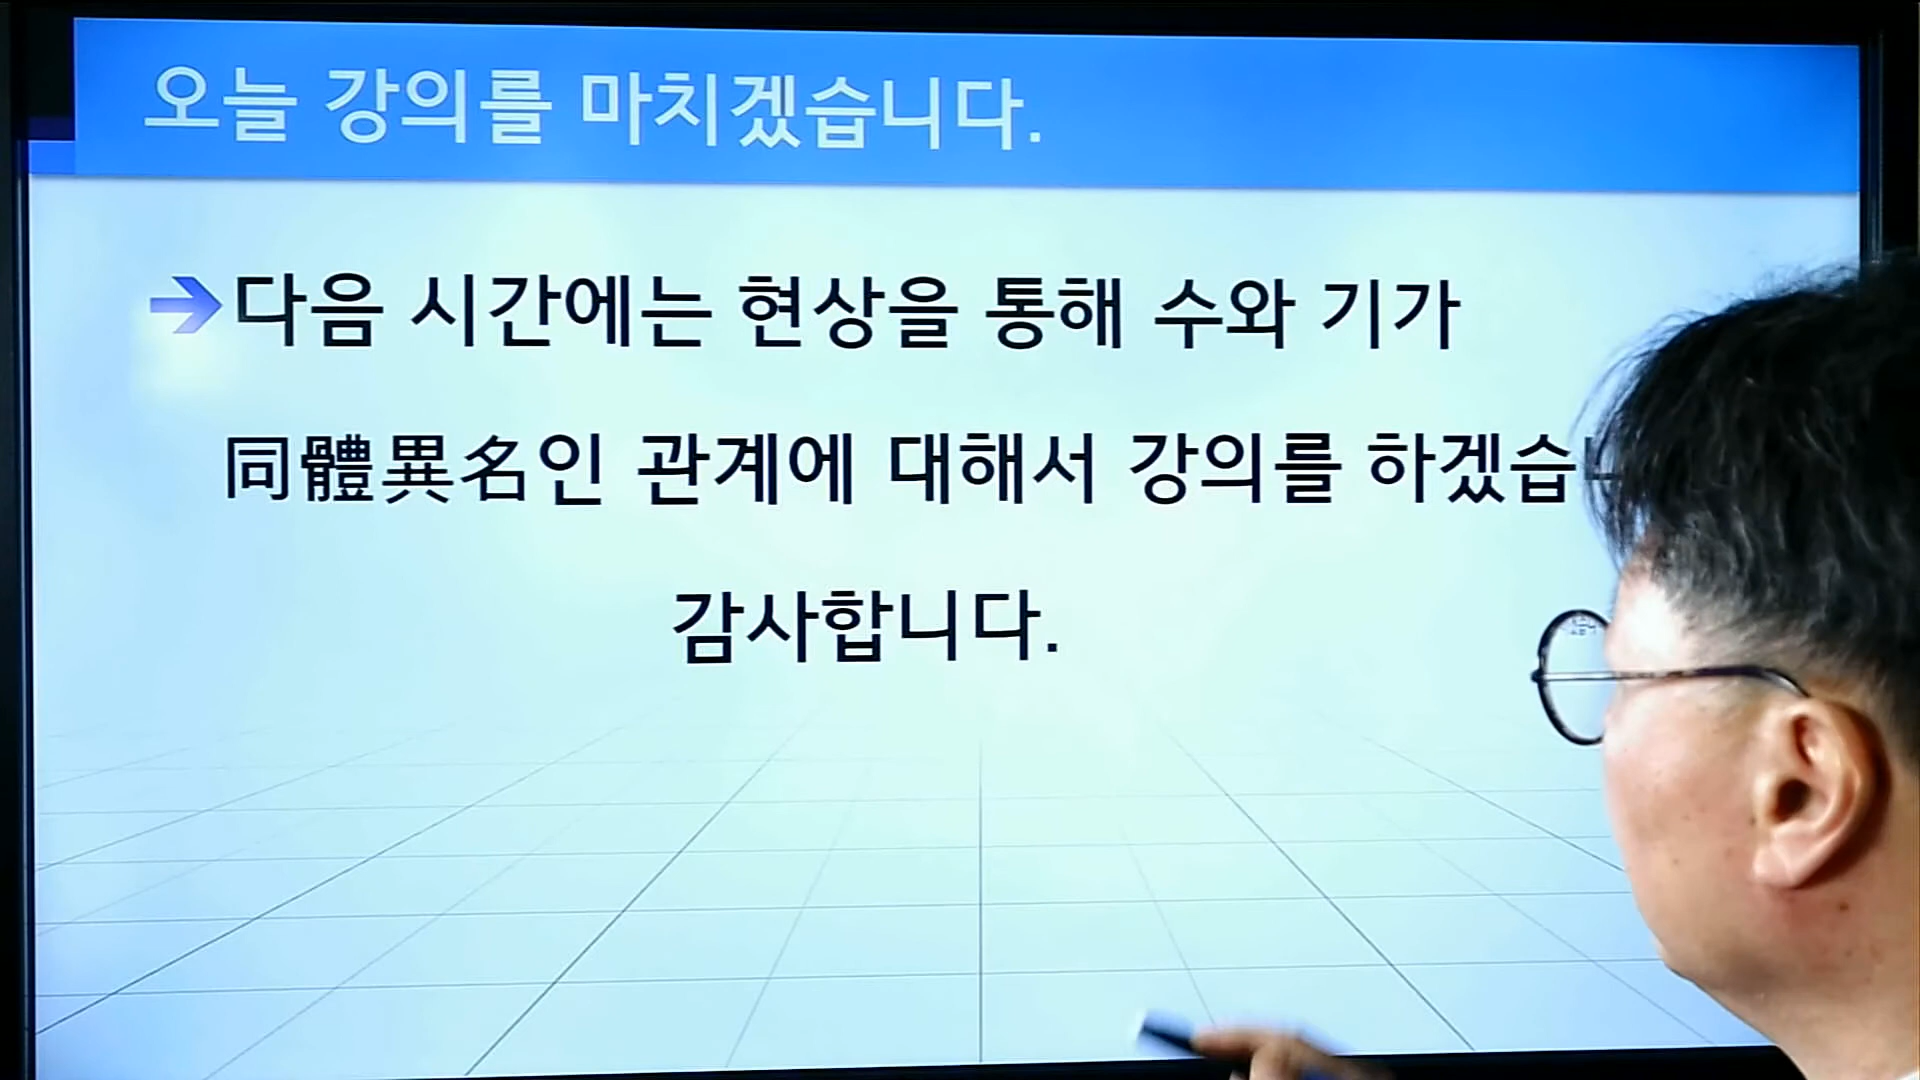 오늘 강의를 마치겠습니다.
다음 시간에는 현상을 통해 수와 기가
同體異名인 관계에 대해서 강의를 하겠습
감사합니다.